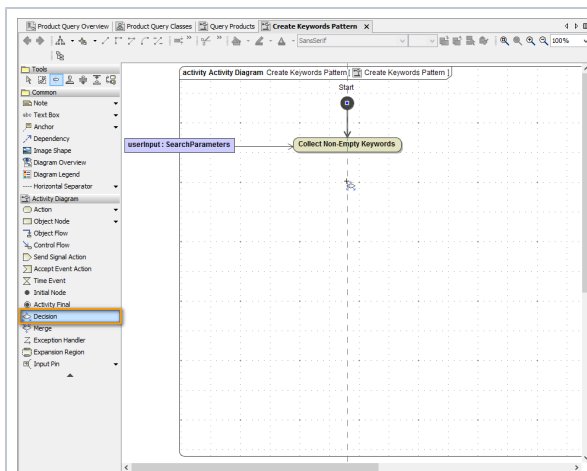 Product Query Overview
Product Query Classes
Query Products
Create Keywords Pattern
SansSerif
100%
Tools
Common
Note
Text Box
Anchor
Dependency
Image Shape
Diagram Overview
Diagram Legend
Horizontal Separator
Activity Diagram
Action
Object Node
Object Flow
Control Flow
Send Signal Action
Accept Event Action
Time Event
Initial Node
Activity Final
Decision
Merge
Exception Handler
Expansion Region
Input Pin
activity Activity Diagram Create Keywords Pattern [ Create Keywords Pattern ]
Start
userInput : SearchParameters
Collect Non-Empty Keywords